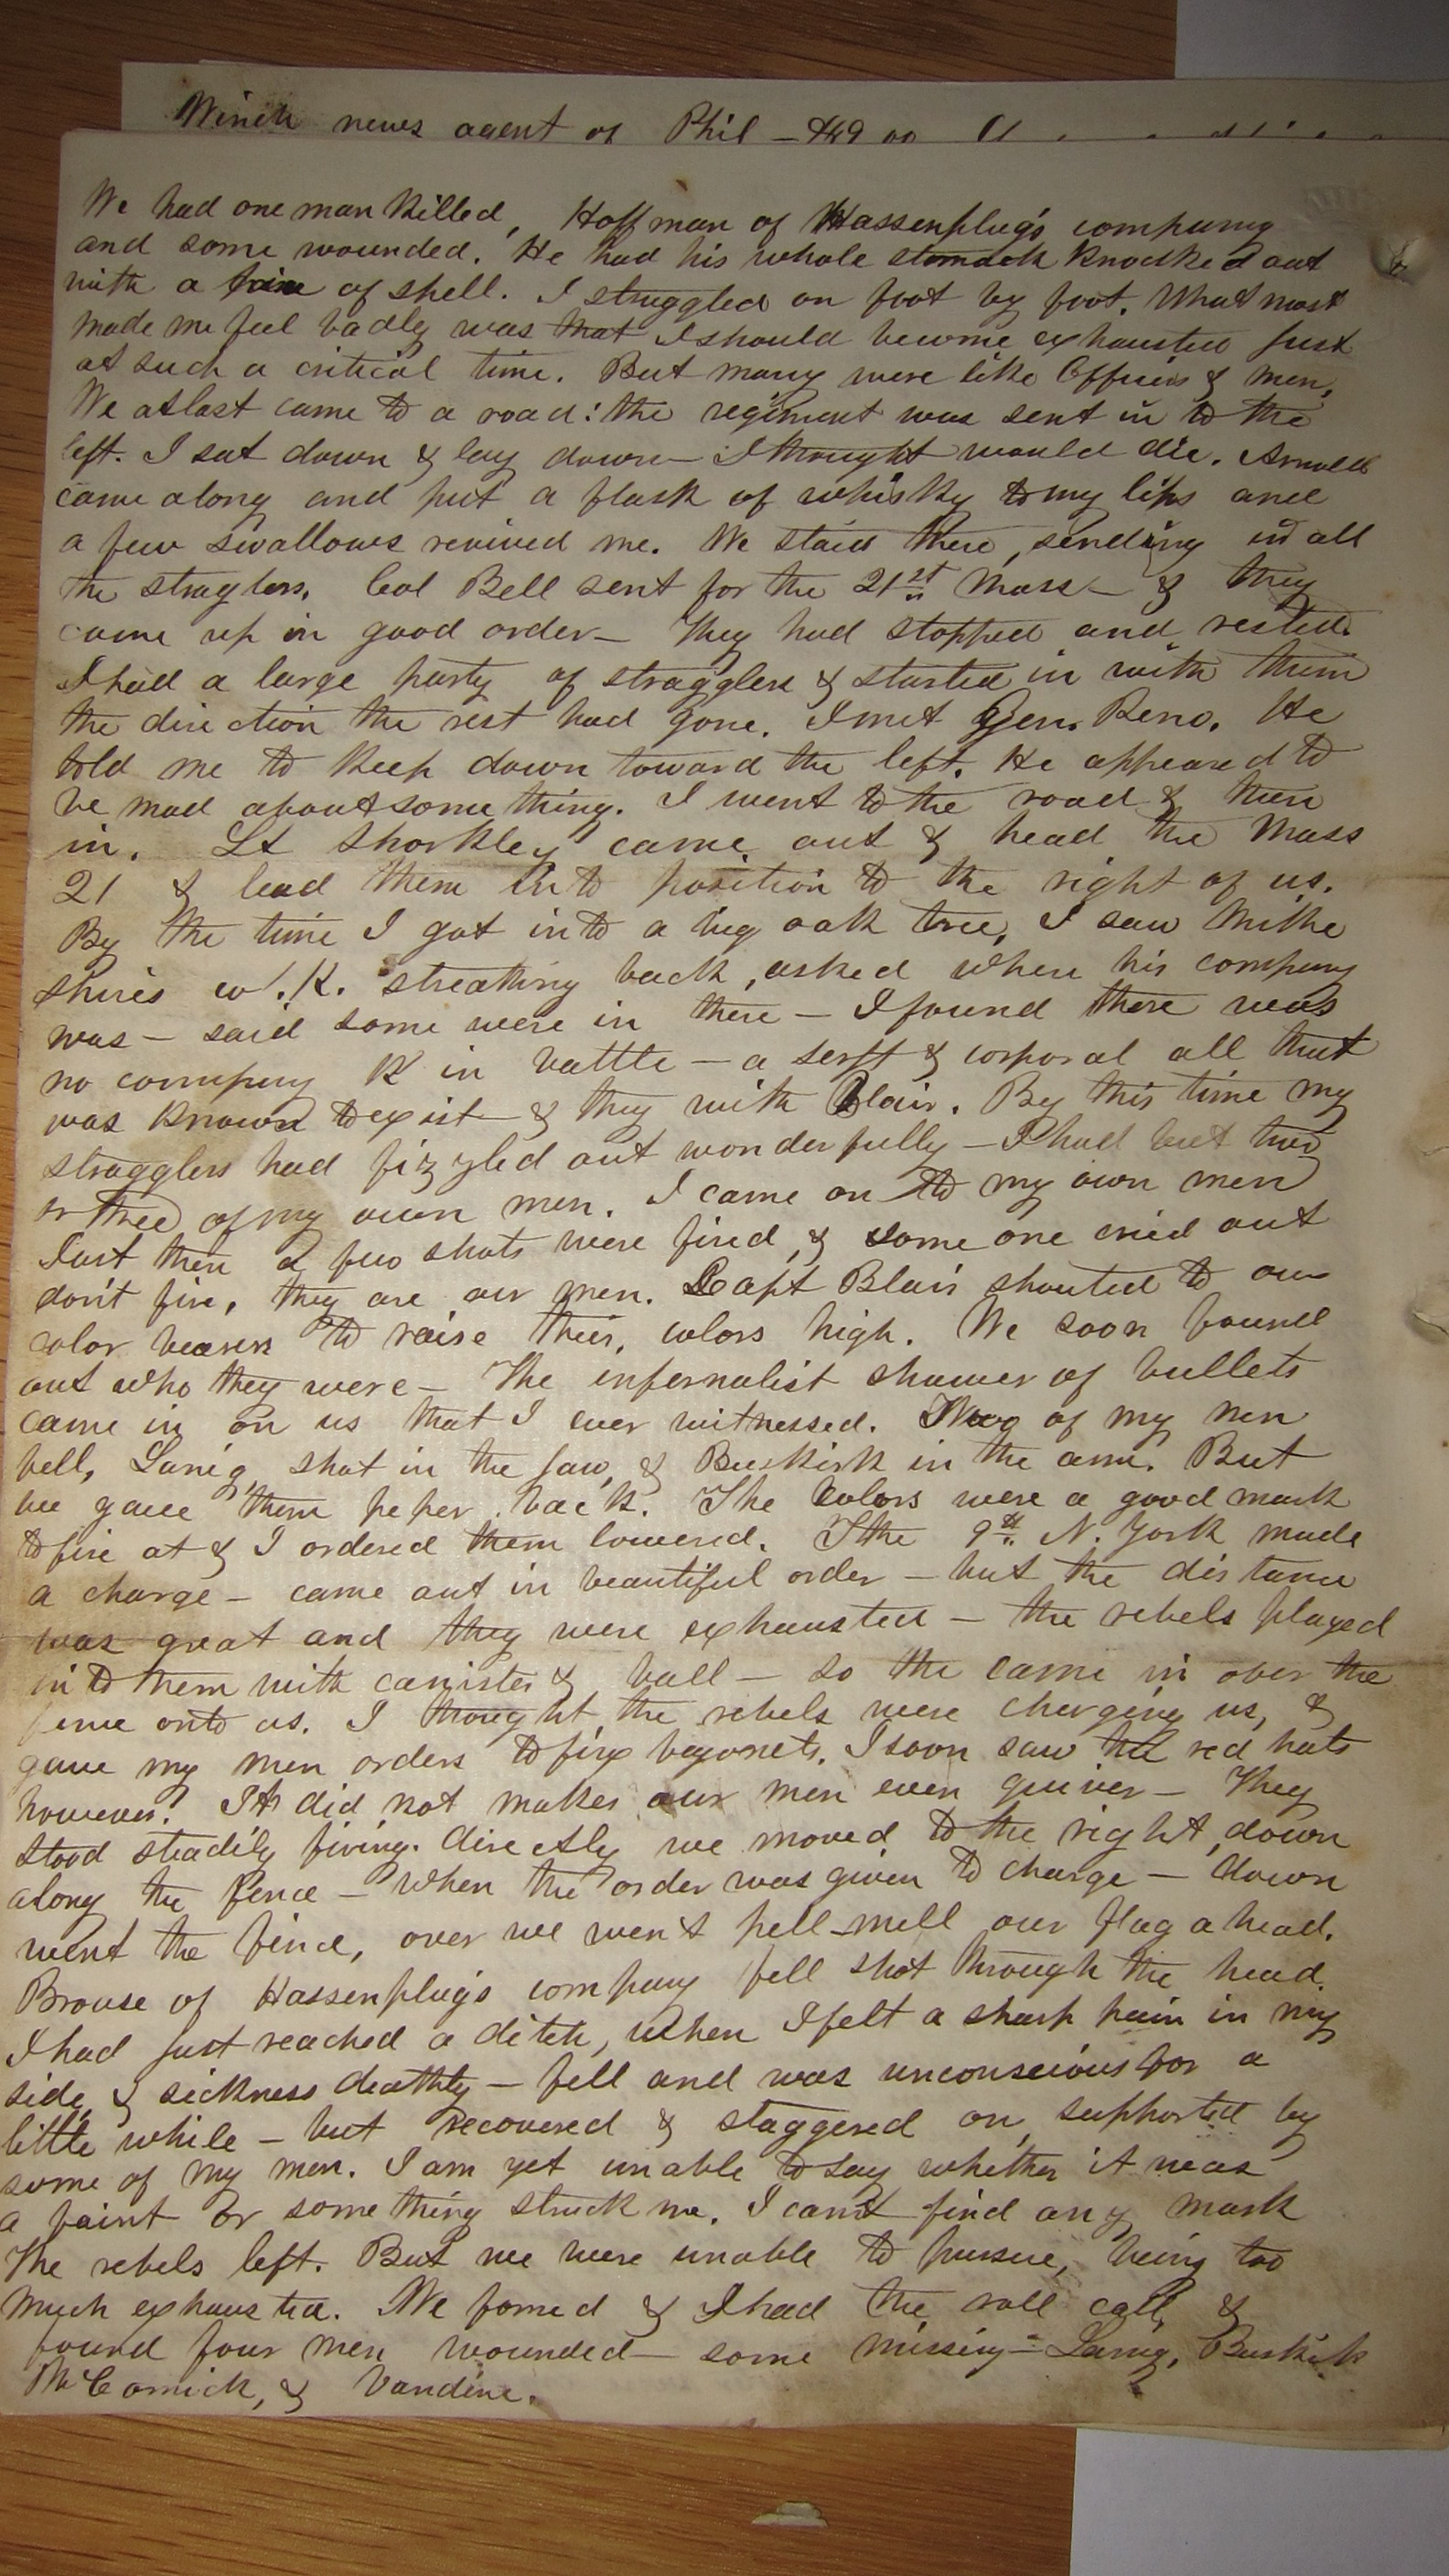 Winch news agent of Phil —
We had one man killed, Hoffman of Hassenplug's company
and some wounded. He had his whole stomack knocked out
with a of shell. I struggled on foot by foot. What most
made me feel badly was that I should become exhausted just
at such a critical time. But many were like Officers & men,
We at last came to a road: the regiment was sent in to the
left. I sat down & lay down — I thought would die. Arnold
came along and put a flask of whisky to my lips and
a few swallows revived me. We staid there, sending in all
the straglers. Col Bell sent for the 21st Mass — & they
came up in good order — They had stopped and rested.
I had a large party of stragglers & started in with them
the direction the rest had gone. I met Gen. Reno. He
told me to keep down toward the left. He appeared to
be mad about some thing. I went to the road & then
in. Lt Shorkley came out & head the Mass
21 & lead them into position to the right of us.
By the time I got into a big oak tree, I saw Mike
Shires co. K. streaking back, asked where his company
was — said some were in there — I found there was
no company K in battle — a serft & corporal all that
was known to exist & they with Blair. By this time my
stragglers had fizzled out wonderfully — I had but two
or three of my own men. I came on to my own men
Just then a few shots were fired, & some one cried out
don't fire, they are our men. Capt Blair shouted to our
color bearers to raise their colors high. We soon found
out who they were — The infernalist shower of bullets
came in on us that I ever witnessed. Two of my men
fell, Lanig, shot in the jaw, & Buskirk in the arm. But
we gave them peper back. The Colors were a good mark
to fire at & I ordered them lowered. The 9th N. York made
a charge — came out in beautiful order — but the distance
was great and they were exhausted — the rebels played
into them with canister & ball — so the came in over the
fence onto us. I thought the rebels were charging us, &
gave my men orders to fix bayonets. I soon saw the red hats
however. It did not make our men even quiver — They
stood steadily firing. directly we moved to the right, down
along the fence — When the order was given to charge — down
went the fence, over we went pell-mell our flag ahead.
Brouse of Hassenplug's company fell shot through the head.
I had just reached a ditch, when I felt a sharp pain in my
side, & sickness deathly — fell and was unconscious for a
little while — but recovered & staggered on, supported by
some of my men. I am yet unable to say whether it was
a faint or some thing struck me. I cant find any mark
The rebels left. But we were unable to pursue, being too
much exhausted. We formed & I had the roll call, &
found four men wounded — some missing — Lanig, Buskirk
McCormick, & Vandine.